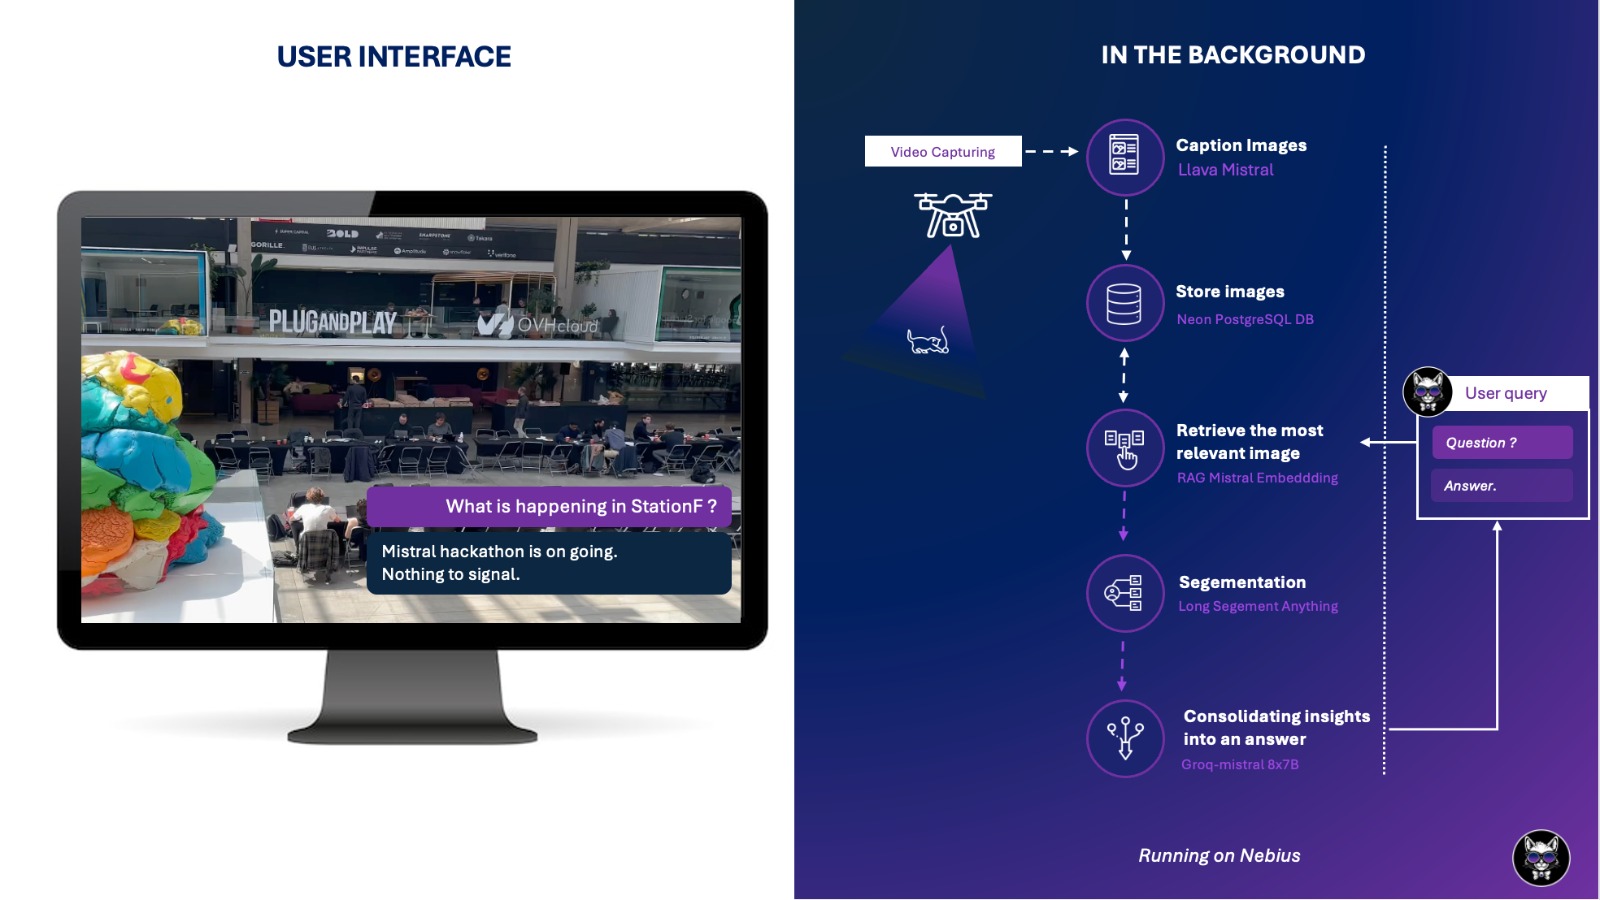 USER INTERFACE
BOLD
GORILLE
PLUGANDPLAY
OVHcloud
What is happening in StationF ?
Mistral hackathon is on going.
Nothing to signal.
IN THE BACKGROUND
Video Capturing
Caption Images
Llava Mistral
Store images
Neon PostgreSQL DB
Retrieve the most
relevant image
RAG Mistral Embeddding
Segementation
Long Segement Anything
Consolidating insights
into an answer
Groq-mistral 8x7B
User query
Question ?
Answer.
Running on Nebius